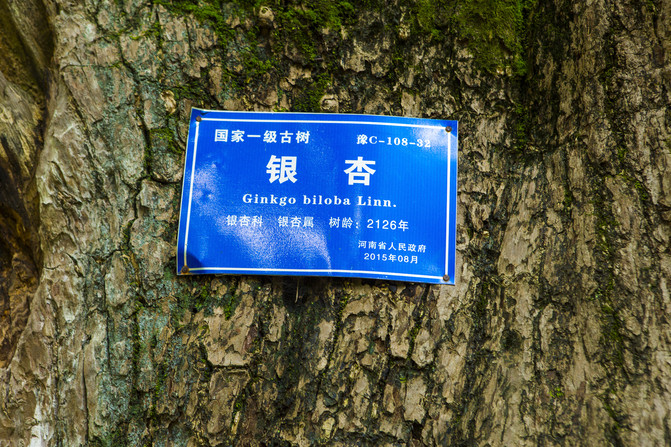 国家一级古树 豫C-108-32
银杏
Ginkgo biloba Linn.
银杏科 银杏属 树龄：2126年
河南省人民政府
2015年08月